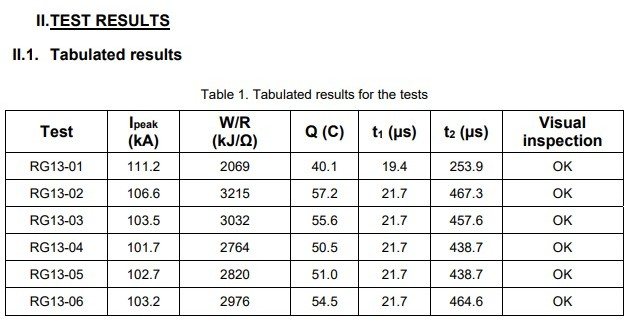 II.TEST RESULTS
II.1. Tabulated results
Table 1. Tabulated results for the tests
Test Ipeak (kA) W/R (kJ/Ω) Q (C) t1 (µs) t2 (µs) Visual inspection
RG13-01 111.2 2069 40.1 19.4 253.9 OK
RG13-02 106.6 3215 57.2 21.7 467.3 OK
RG13-03 103.5 3032 55.6 21.7 457.6 OK
RG13-04 101.7 2764 50.5 21.7 438.7 OK
RG13-05 102.7 2820 51.0 21.7 438.7 OK
RG13-06 103.2 2976 54.5 21.7 464.6 OK